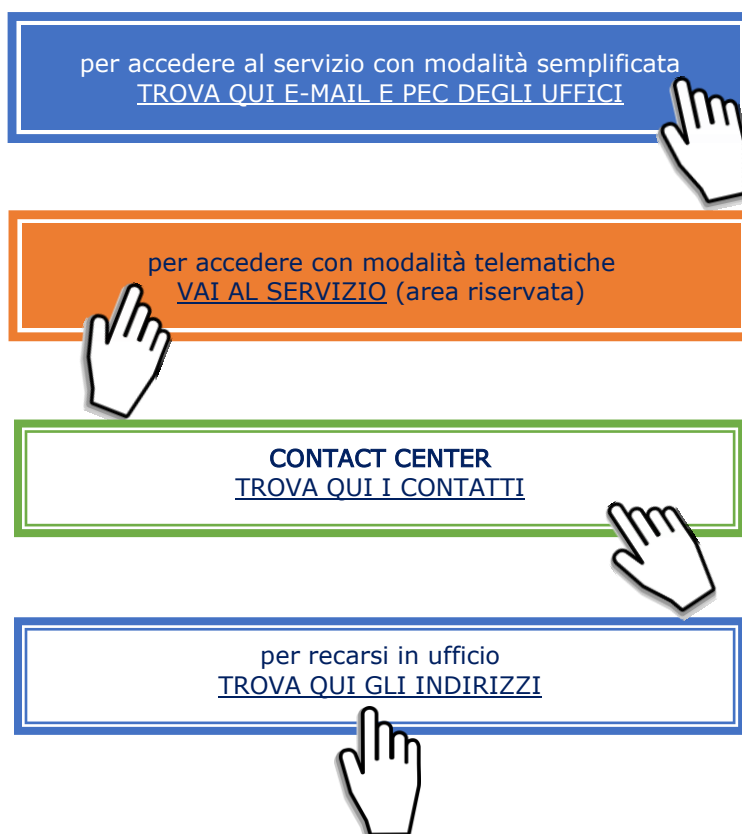 per accedere al servizio con modalità semplificata
TROVA QUI E-MAIL E PEC DEGLI UFFICI
per accedere con modalità telematiche
VAI AL SERVIZIO (area riservata)
CONTACT CENTER
TROVA QUI I CONTATTI
per recarsi in ufficio
TROVA QUI GLI INDIRIZZI